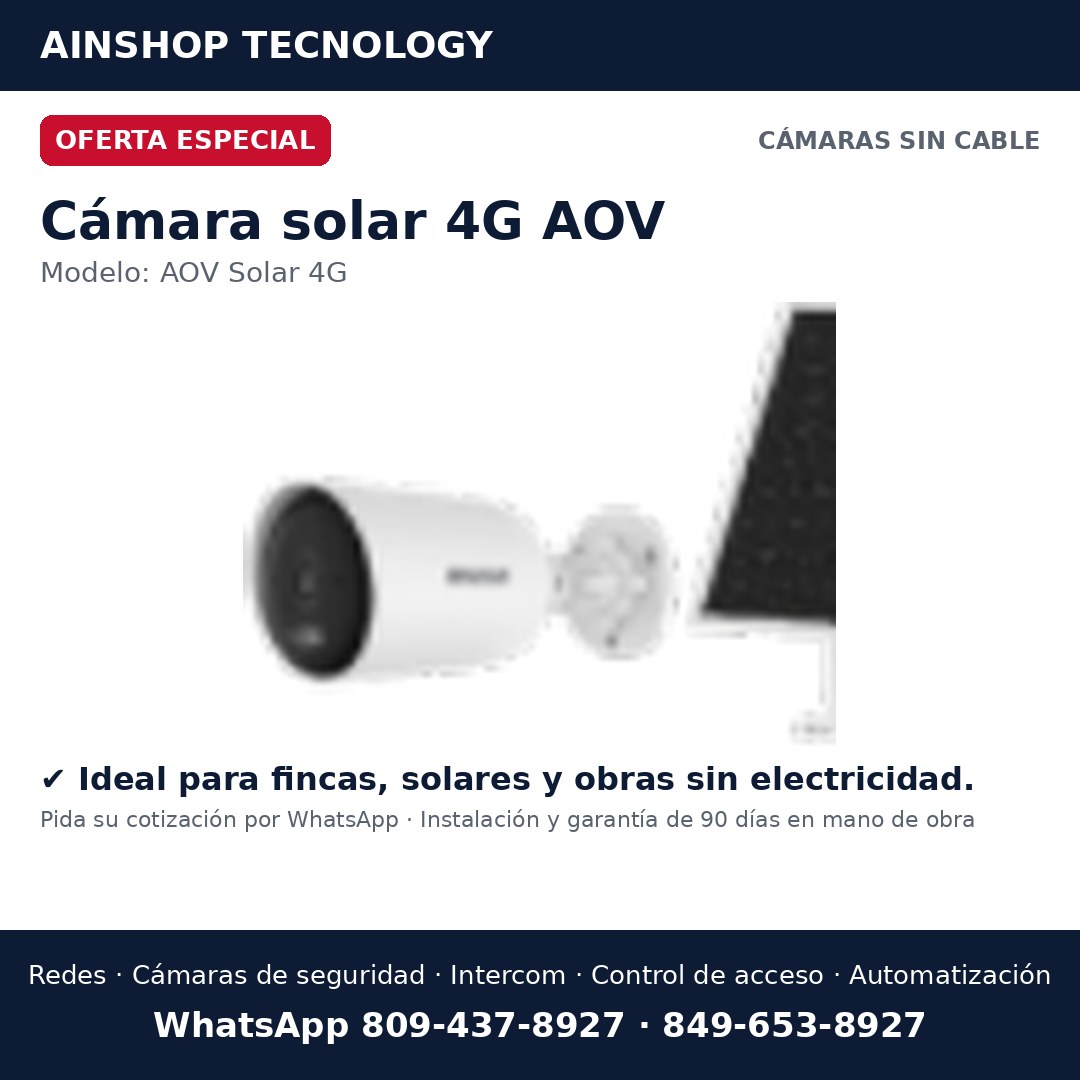 AINSHOP TECNOLOGY
OFERTA ESPECIAL
CÁMARAS SIN CABLE
Cámara solar 4G AOV
Modelo: AOV Solar 4G
✔ Ideal para fincas, solares y obras sin electricidad.
Pida su cotización por WhatsApp · Instalación y garantía de 90 días en mano de obra
Redes · Cámaras de seguridad · Intercom · Control de acceso · Automatización
WhatsApp 809-437-8927 · 849-653-8927